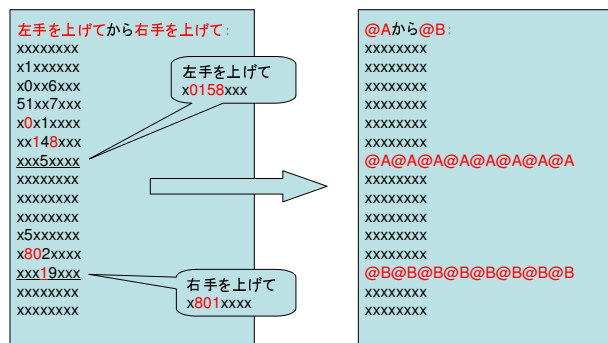 左手を上げてから右手を上げて:
xxxxxxxx
x1xxxxxx
x0xx6xxx
51xx7xxx
x0x1xxxx
xx148xxx
xxx5xxxx
xxxxxxxx
xxxxxxxx
xxxxxxxx
x5xxxxxx
x802xxxx
xxx19xxx
xxxxxxxx
xxxxxxxx
左手を上げて
x0158xxx
右手を上げて
x801xxxx
@Aから@B:
xxxxxxxx
xxxxxxxx
xxxxxxxx
xxxxxxxx
xxxxxxxx
xxxxxxxx
@A@A@A@A@A@A@A@A
xxxxxxxx
xxxxxxxx
xxxxxxxx
xxxxxxxx
xxxxxxxx
@B@B@B@B@B@B@B@B
xxxxxxxx
xxxxxxxx